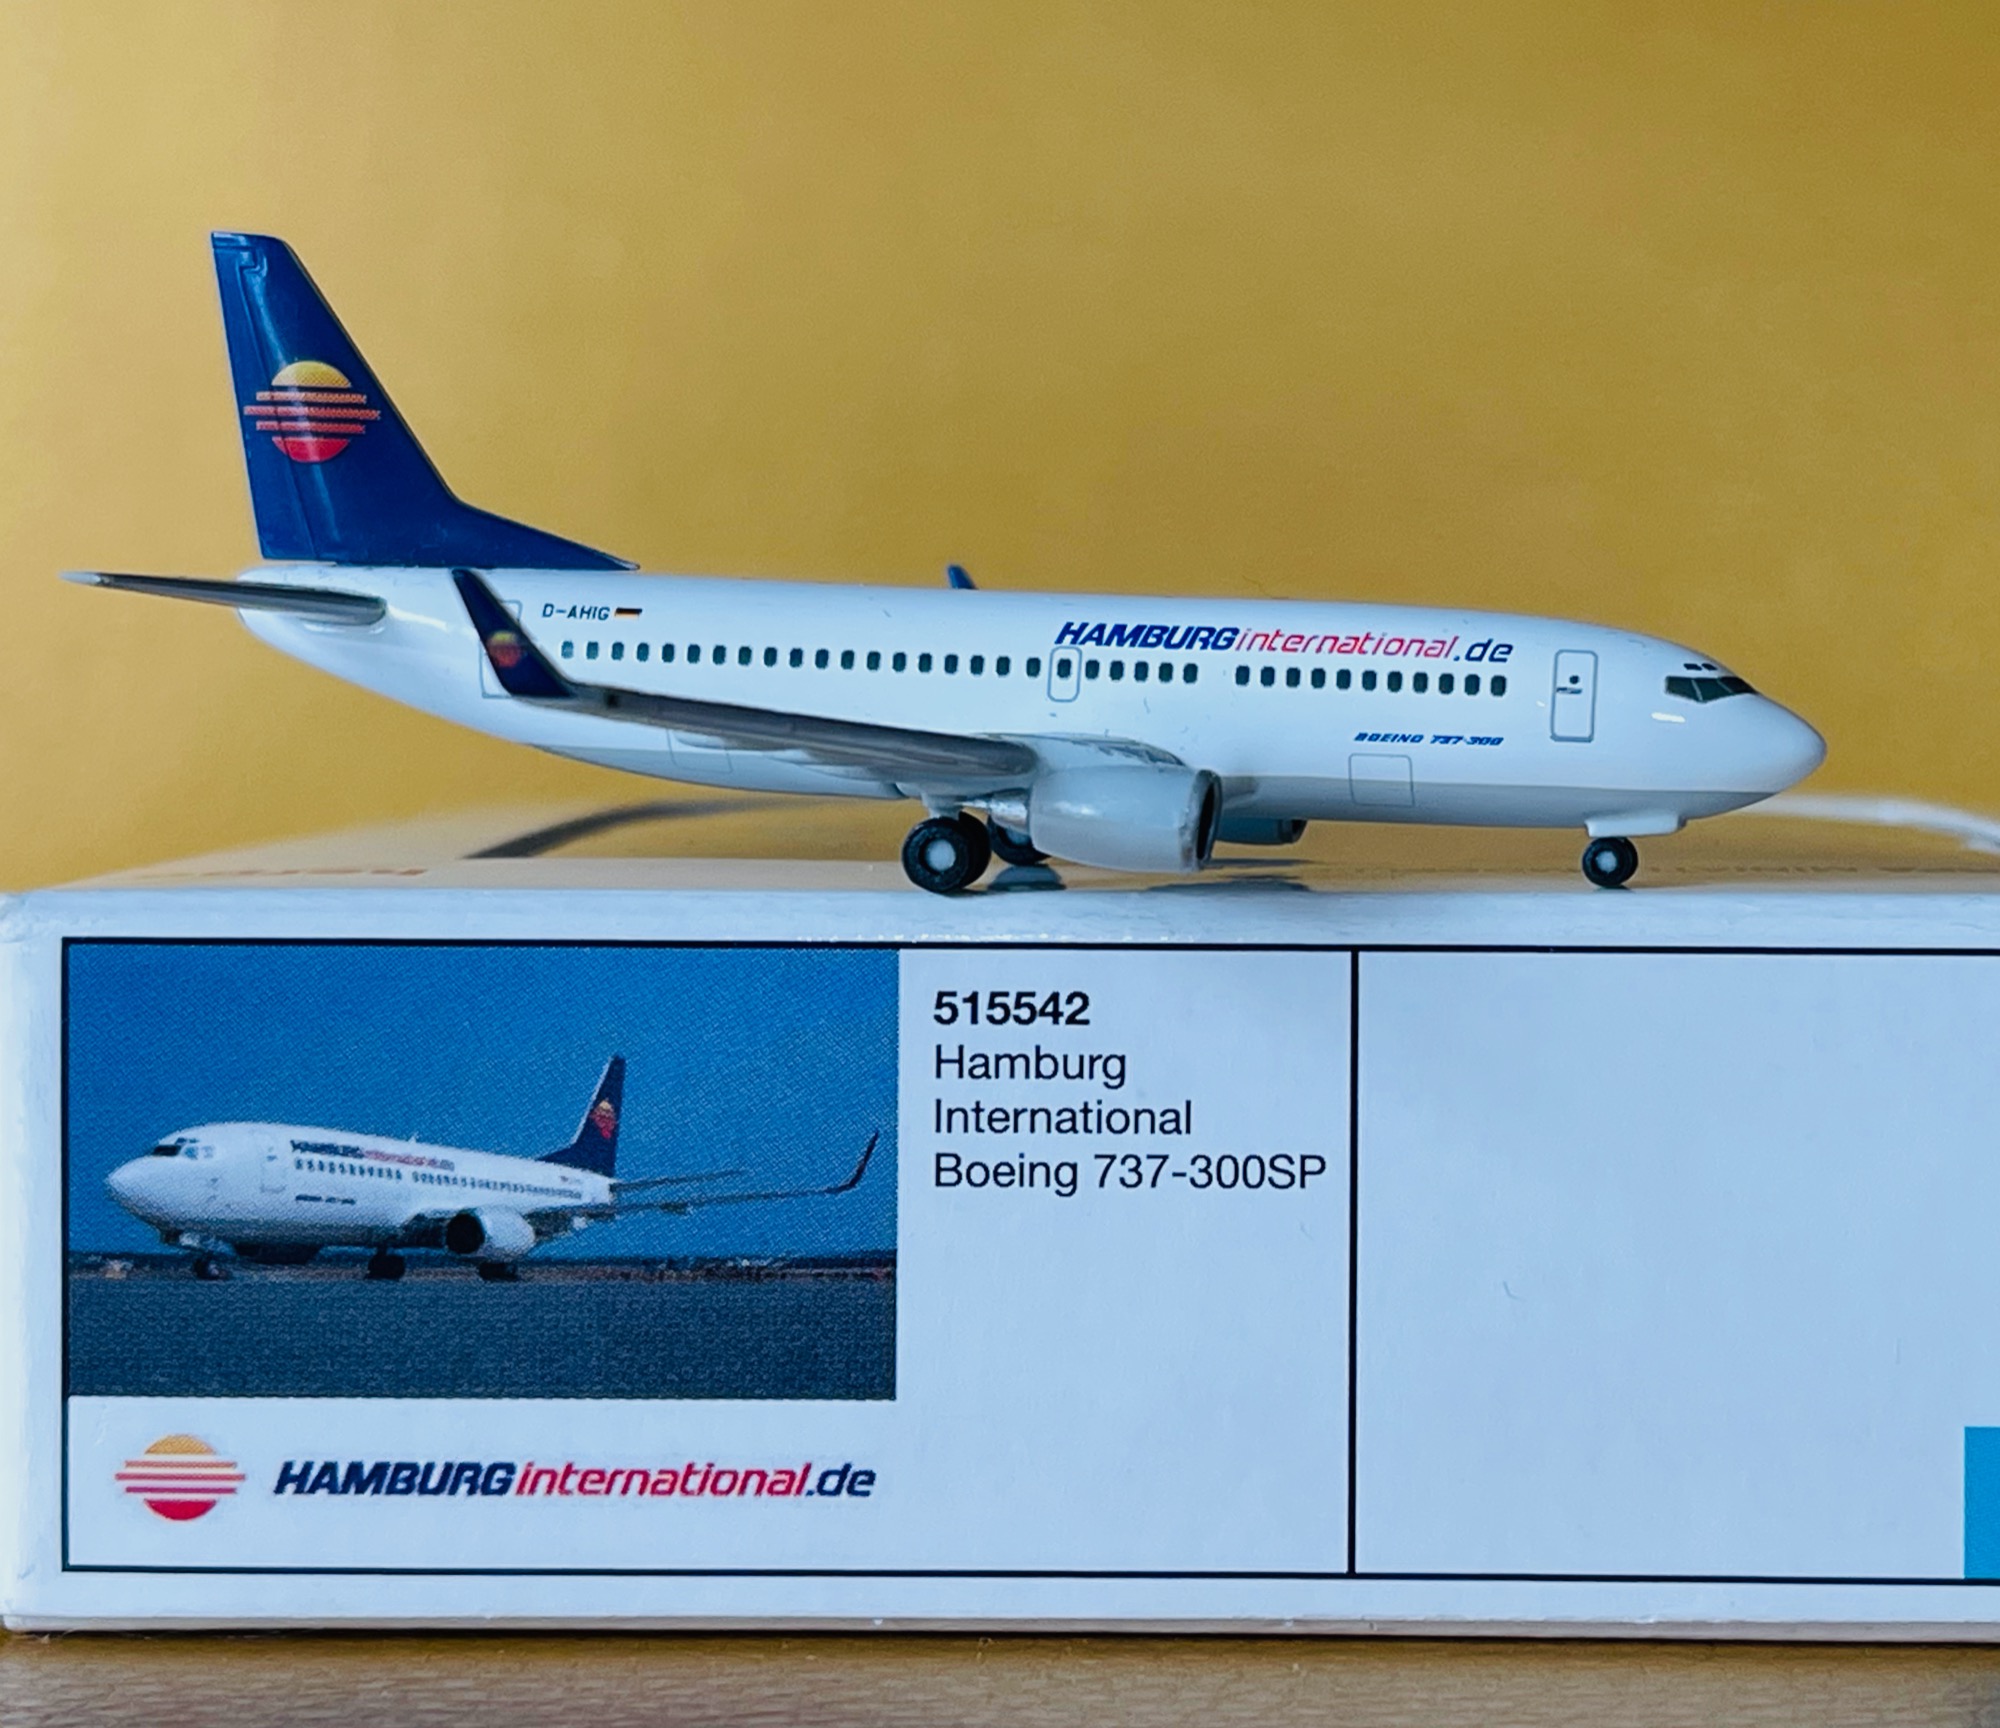 D-AHIG
HAMBURGinternational.de
BOEING 737-300
515542
Hamburg
International
Boeing 737-300SP
HAMBURGinternational.de